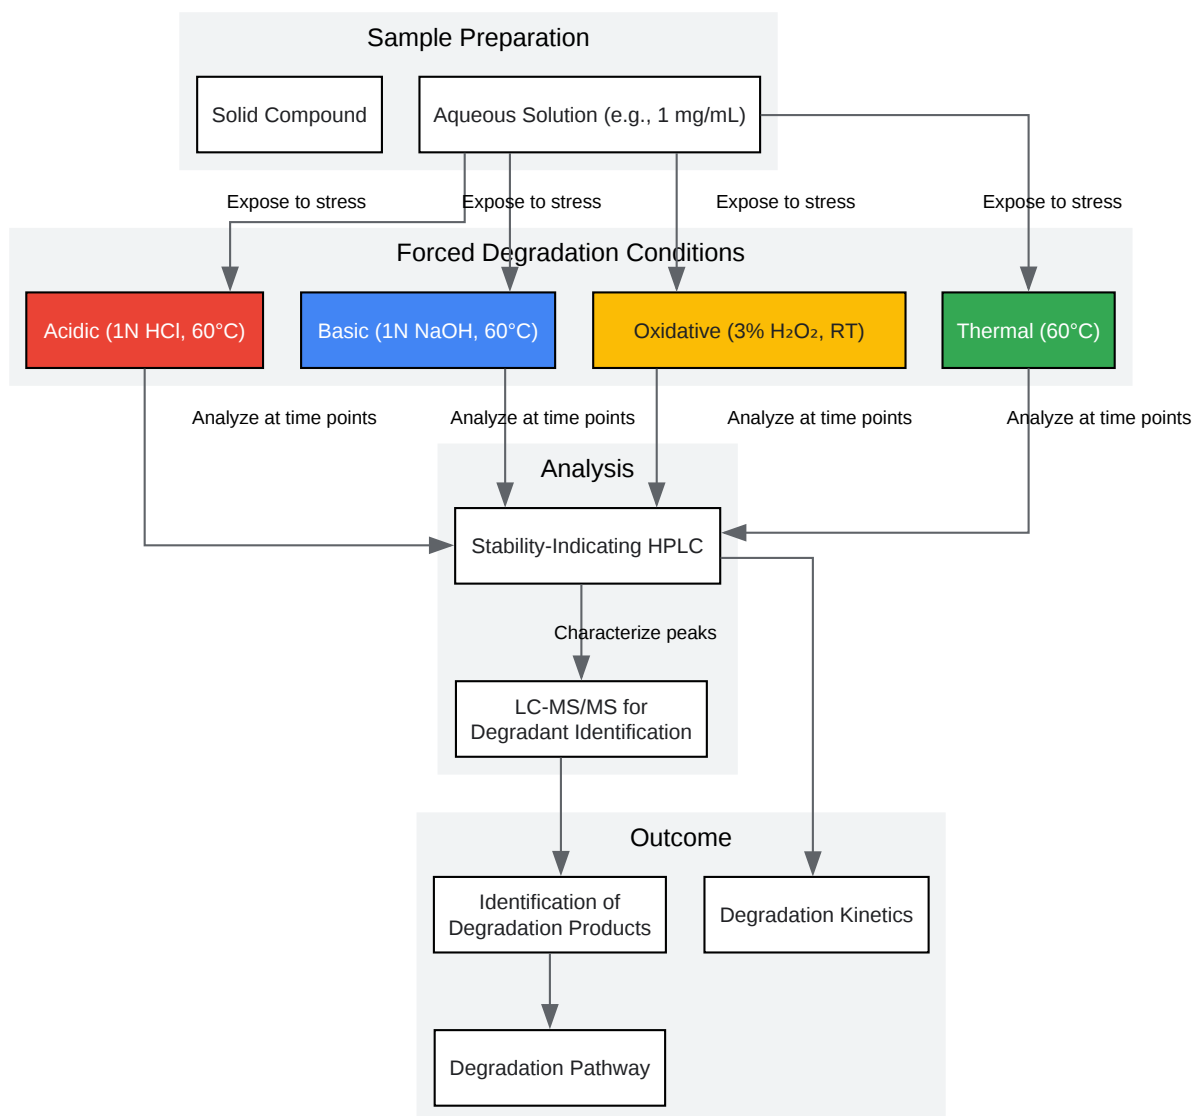 Sample Preparation
Solid Compound
Aqueous Solution (e.g., 1 mg/mL)
Expose to stress
Expose to stress
Expose to stress
Expose to stress
Forced Degradation Conditions
Acidic (1N HCl, 60°C)
Basic (1N NaOH, 60°C)
Oxidative (3% H₂O₂, RT)
Thermal (60°C)
Analyze at time points
Analyze at time points
Analyze at time points
Analyze at time points
Analysis
Stability-Indicating HPLC
Characterize peaks
LC-MS/MS for
Degradant Identification
Outcome
Identification of
Degradation Products
Degradation Kinetics
Degradation Pathway